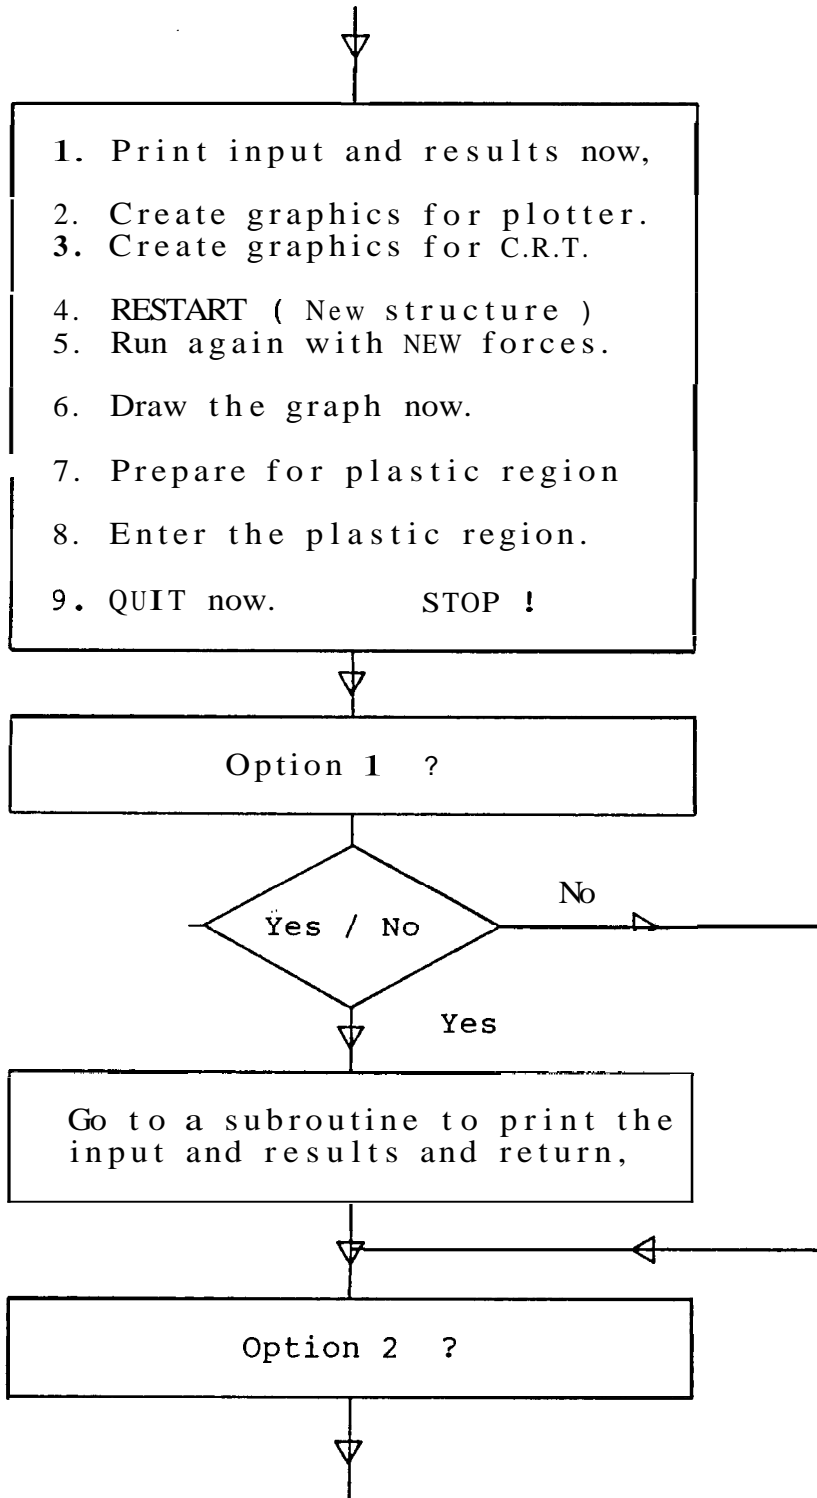 1. Print input and results now,
2. Create graphics for plotter.
3. Create graphics for C.R.T.
4. RESTART ( New structure )
5. Run again with NEW forces.
6. Draw the graph now.
7. Prepare for plastic region
8. Enter the plastic region.
9. QUIT now. STOP !
Option 1 ?
No
Yes / No
Yes
Go to a subroutine to print the
input and results and return,
Option 2 ?